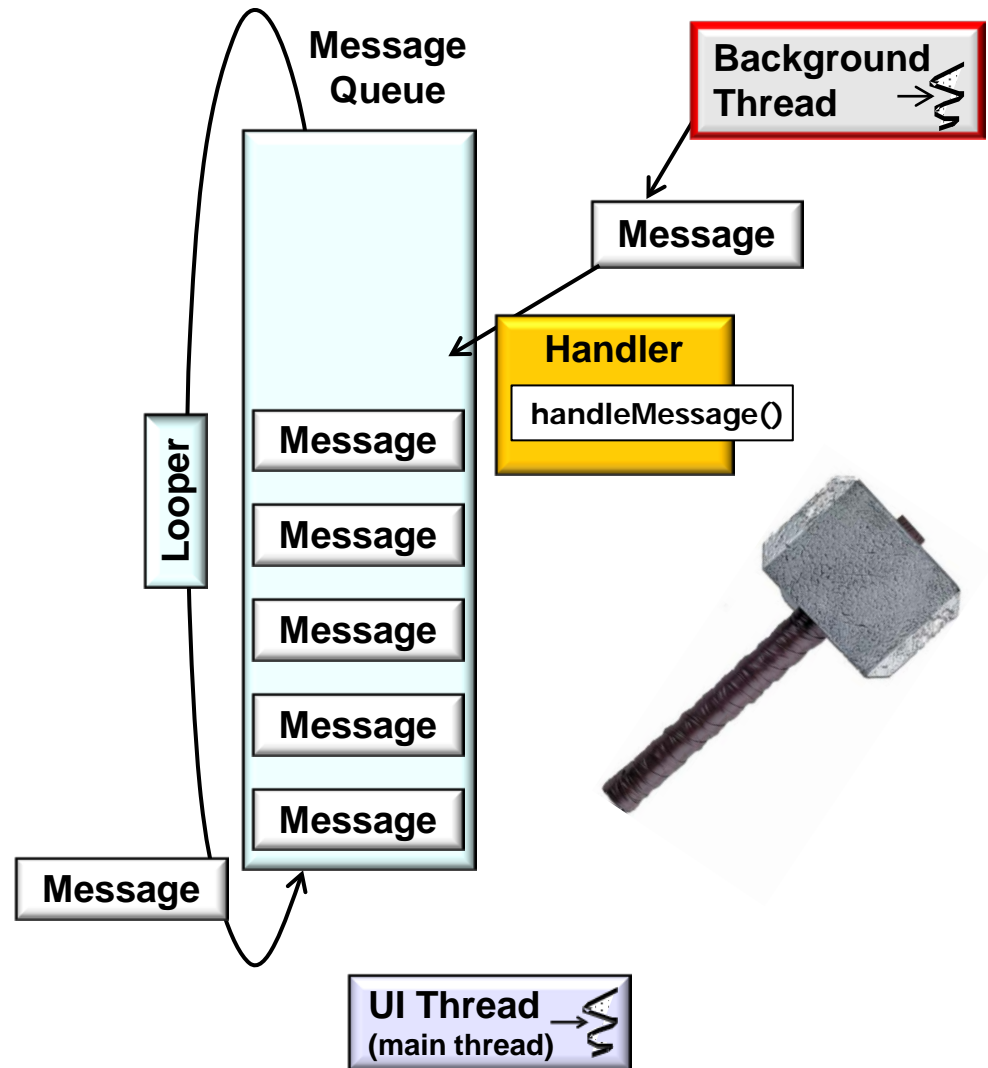 Message
Queue
Background
Thread
Message
Handler
handleMessage()
Looper
Message
Message
Message
Message
Message
Message
UI Thread
(main thread)